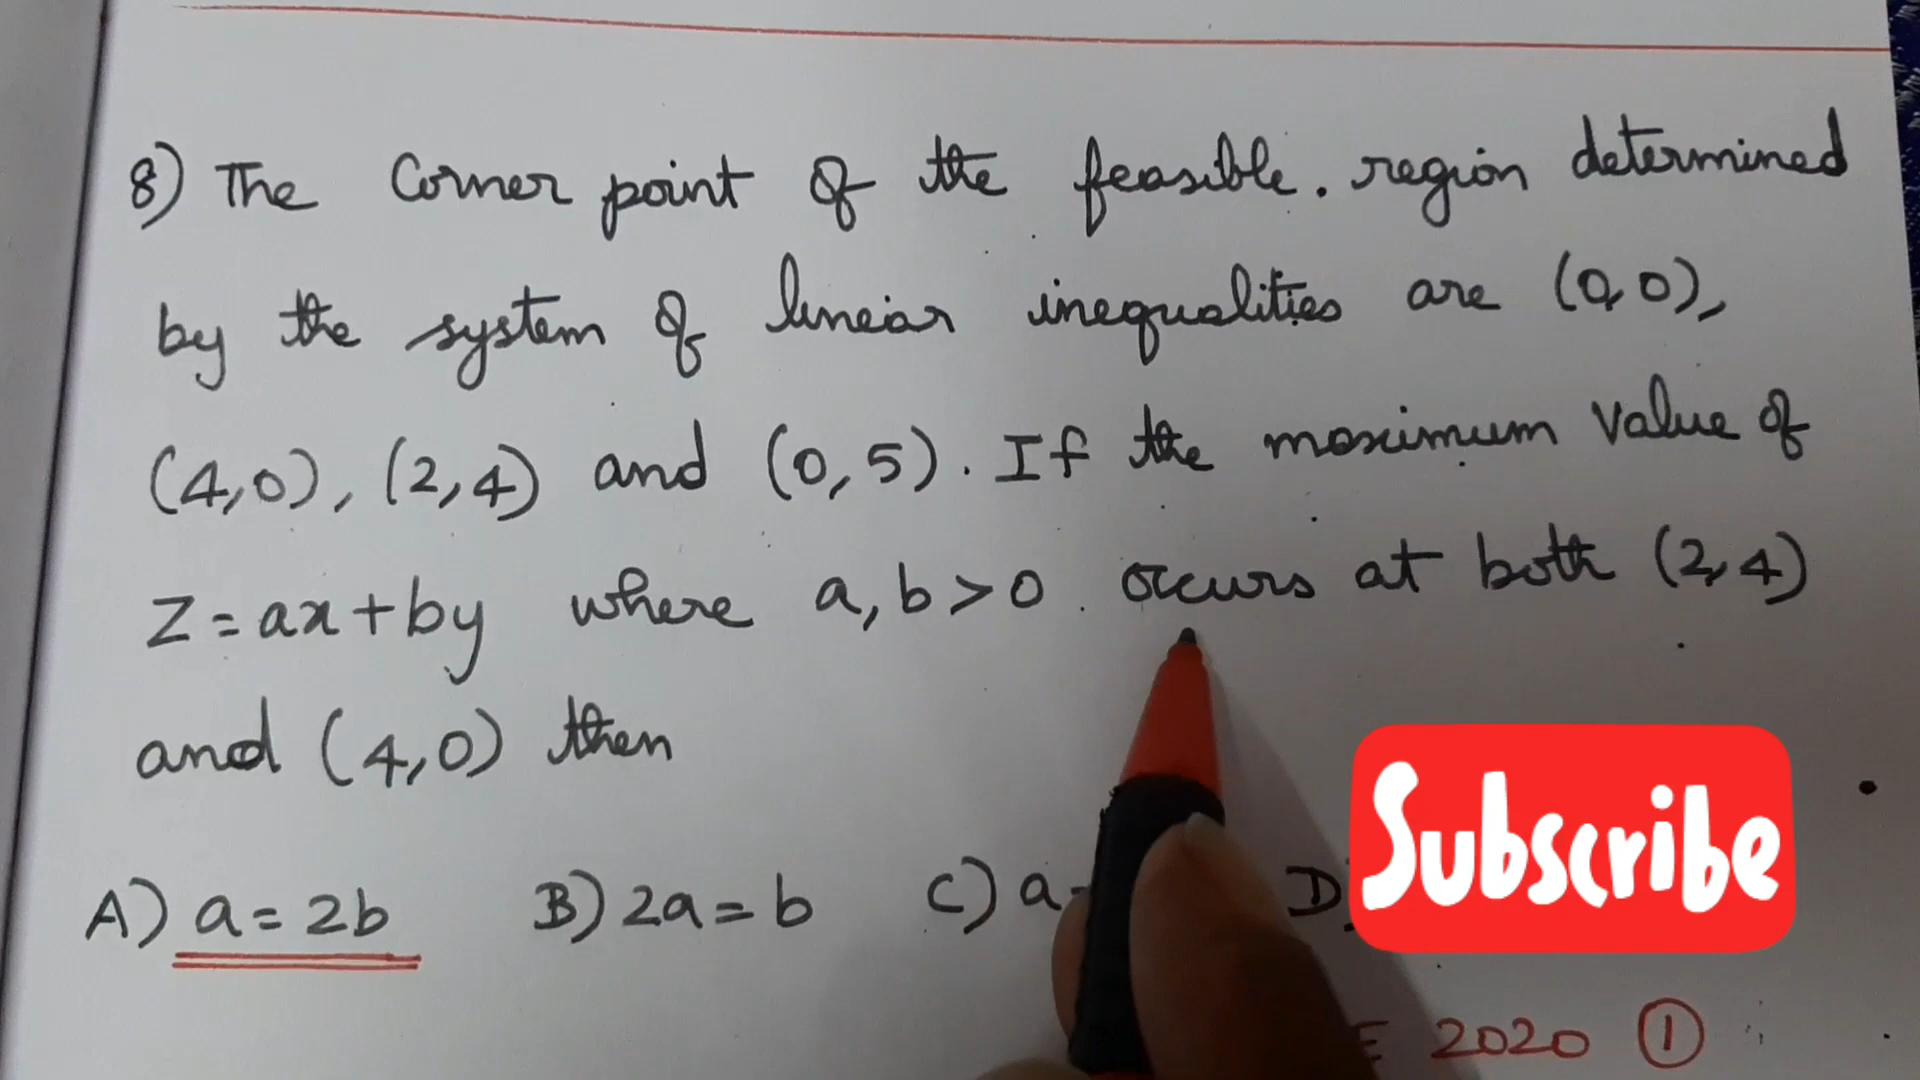 8) The Corner point of the feasible. region determined
by the system of linear inequalities are (0,0),
(4,0), (2,4) and (0,5). If the maximum value of
Z = ax + by where a, b > 0. occurs at both (2,4)
and (4,0) then
A) a = 2b B) 2a = b C) a D)
Subscribe
E 2020 ①